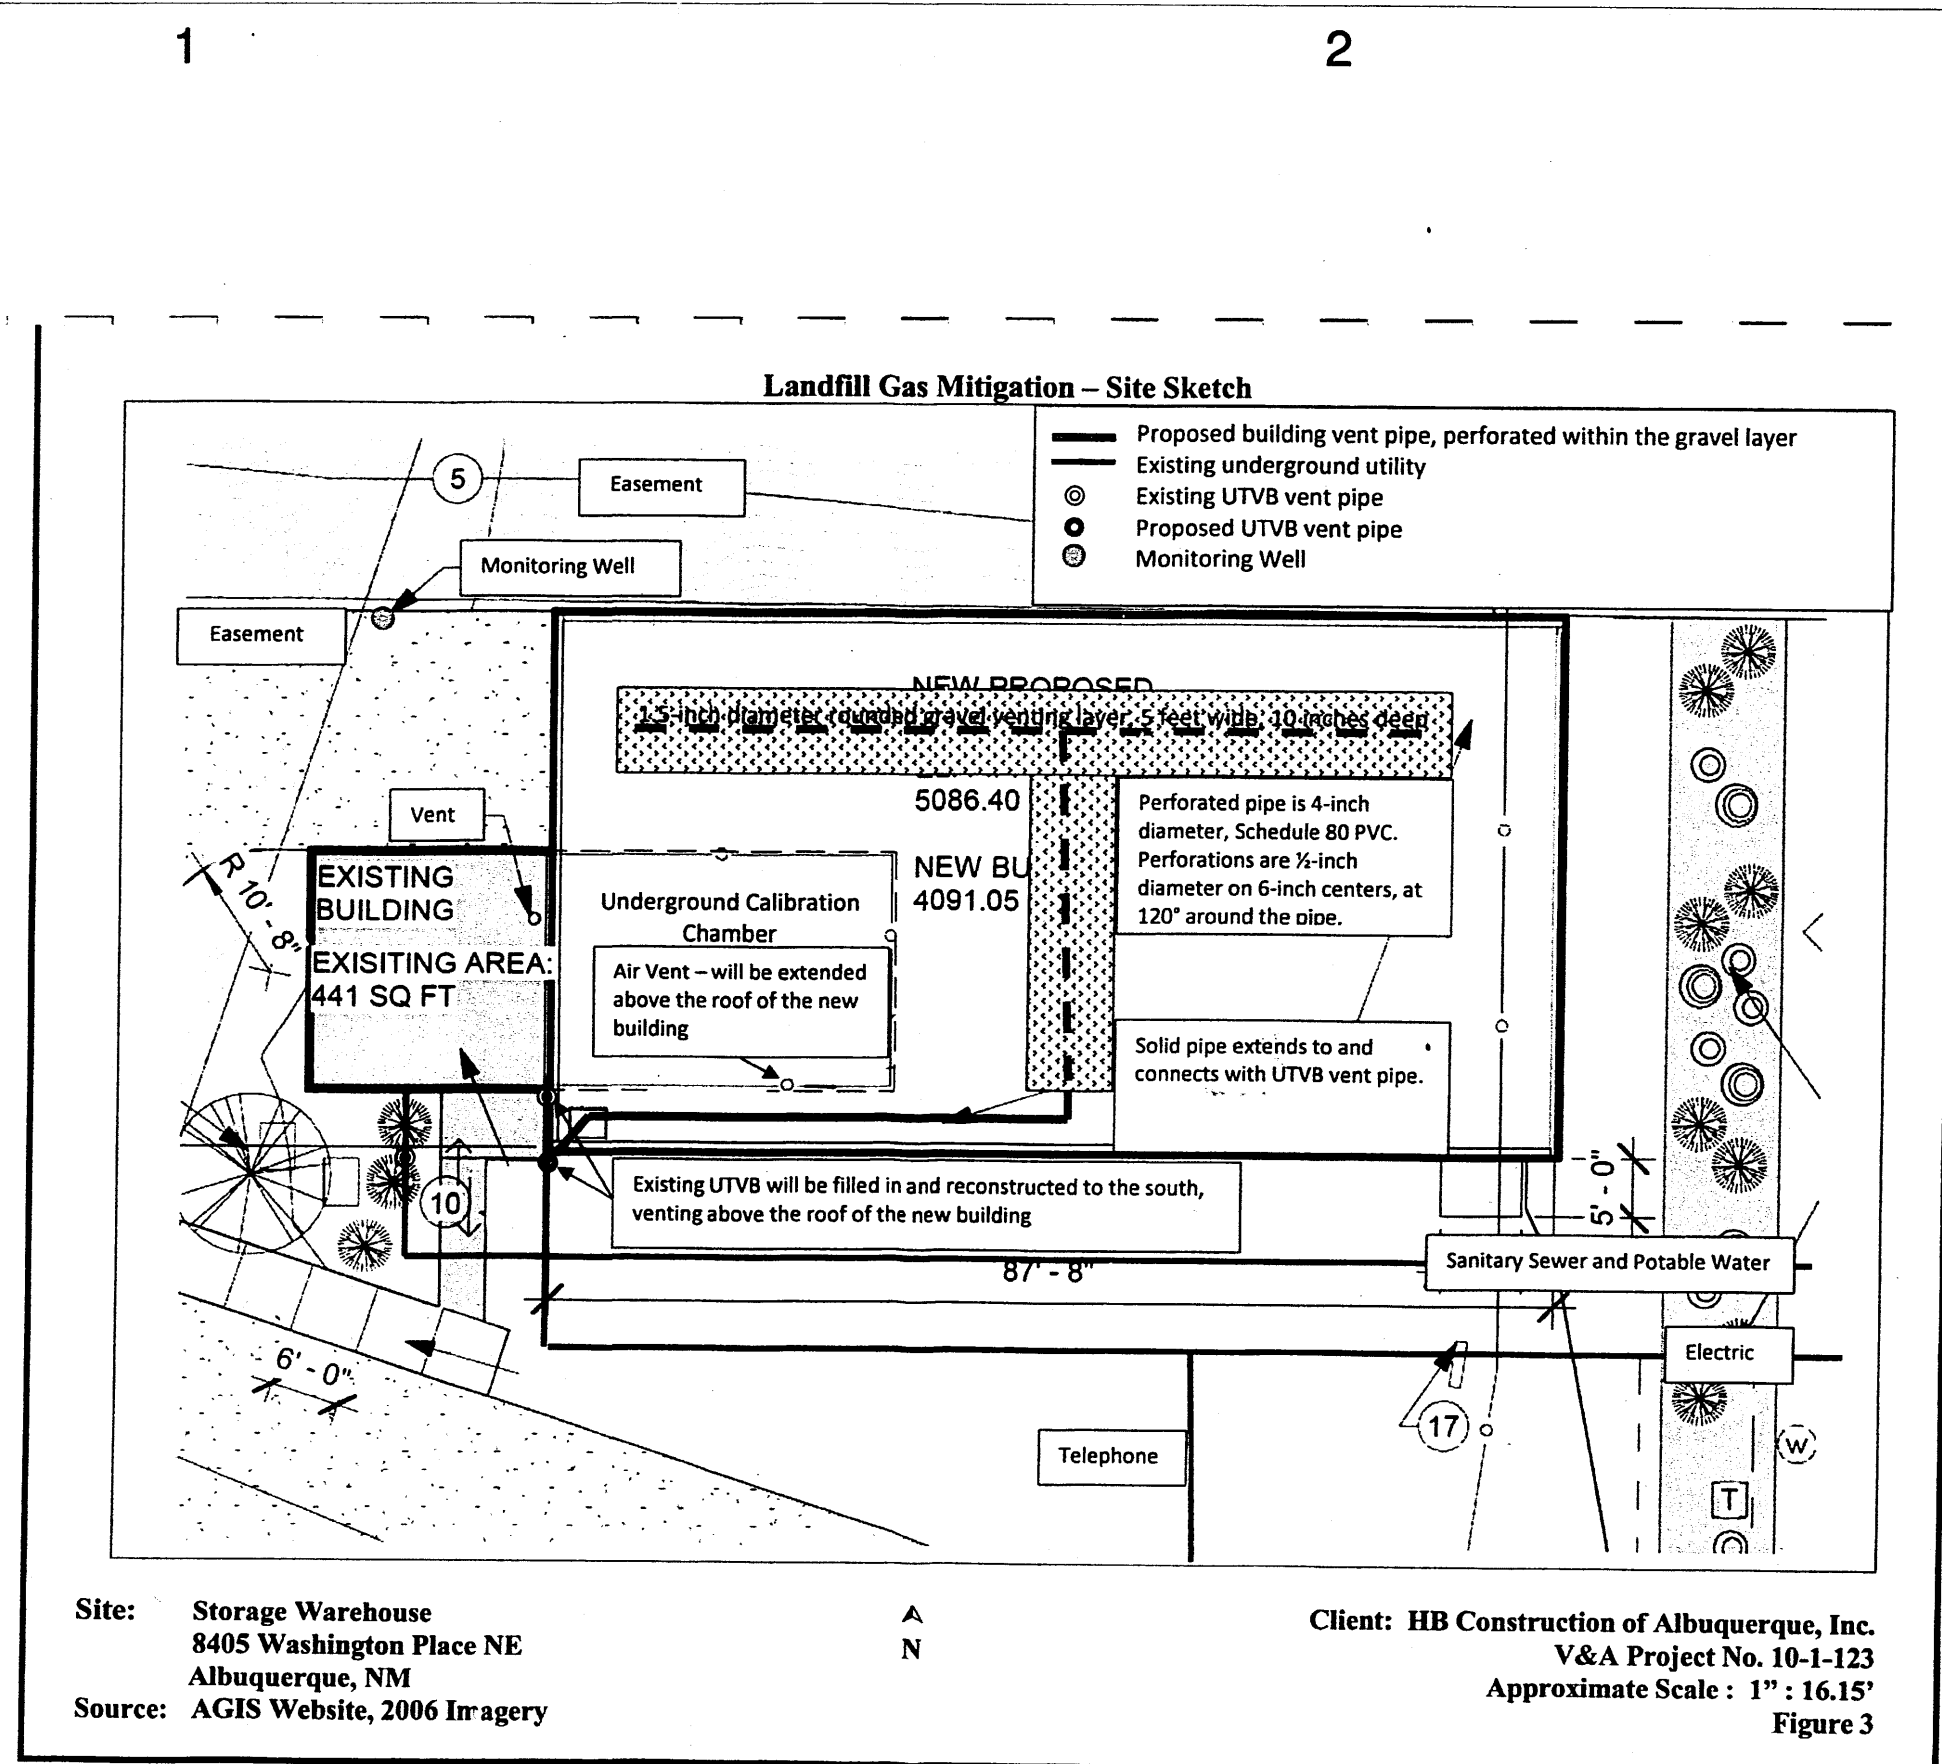 1
2
Landfill Gas Mitigation – Site Sketch
Proposed building vent pipe, perforated within the gravel layer
Existing underground utility
Existing UTVB vent pipe
Proposed UTVB vent pipe
Monitoring Well
5
Easement
Monitoring Well
Easement
NEW PROPOSED
1.5-inch diameter rounded gravel venting layer, 5 feet wide, 10 inches deep
5086.40
NEW BU
4091.05
Perforated pipe is 4-inch
diameter, Schedule 80 PVC.
Perforations are ½-inch
diameter on 6-inch centers, at
120° around the pipe.
Vent
R 10' - 8"
EXISTING
BUILDING
EXISITING AREA:
441 SQ FT
Underground Calibration
Chamber
Air Vent – will be extended
above the roof of the new
building
Solid pipe extends to and
connects with UTVB vent pipe.
10
Existing UTVB will be filled in and reconstructed to the south,
venting above the roof of the new building
5' - 0"
Sanitary Sewer and Potable Water
87' - 8"
6' - 0"
Electric
17
Telephone
W
T
Site: Storage Warehouse
8405 Washington Place NE
Albuquerque, NM
Source: AGIS Website, 2006 Imagery
N
Client: HB Construction of Albuquerque, Inc.
V&A Project No. 10-1-123
Approximate Scale : 1" : 16.15'
Figure 3